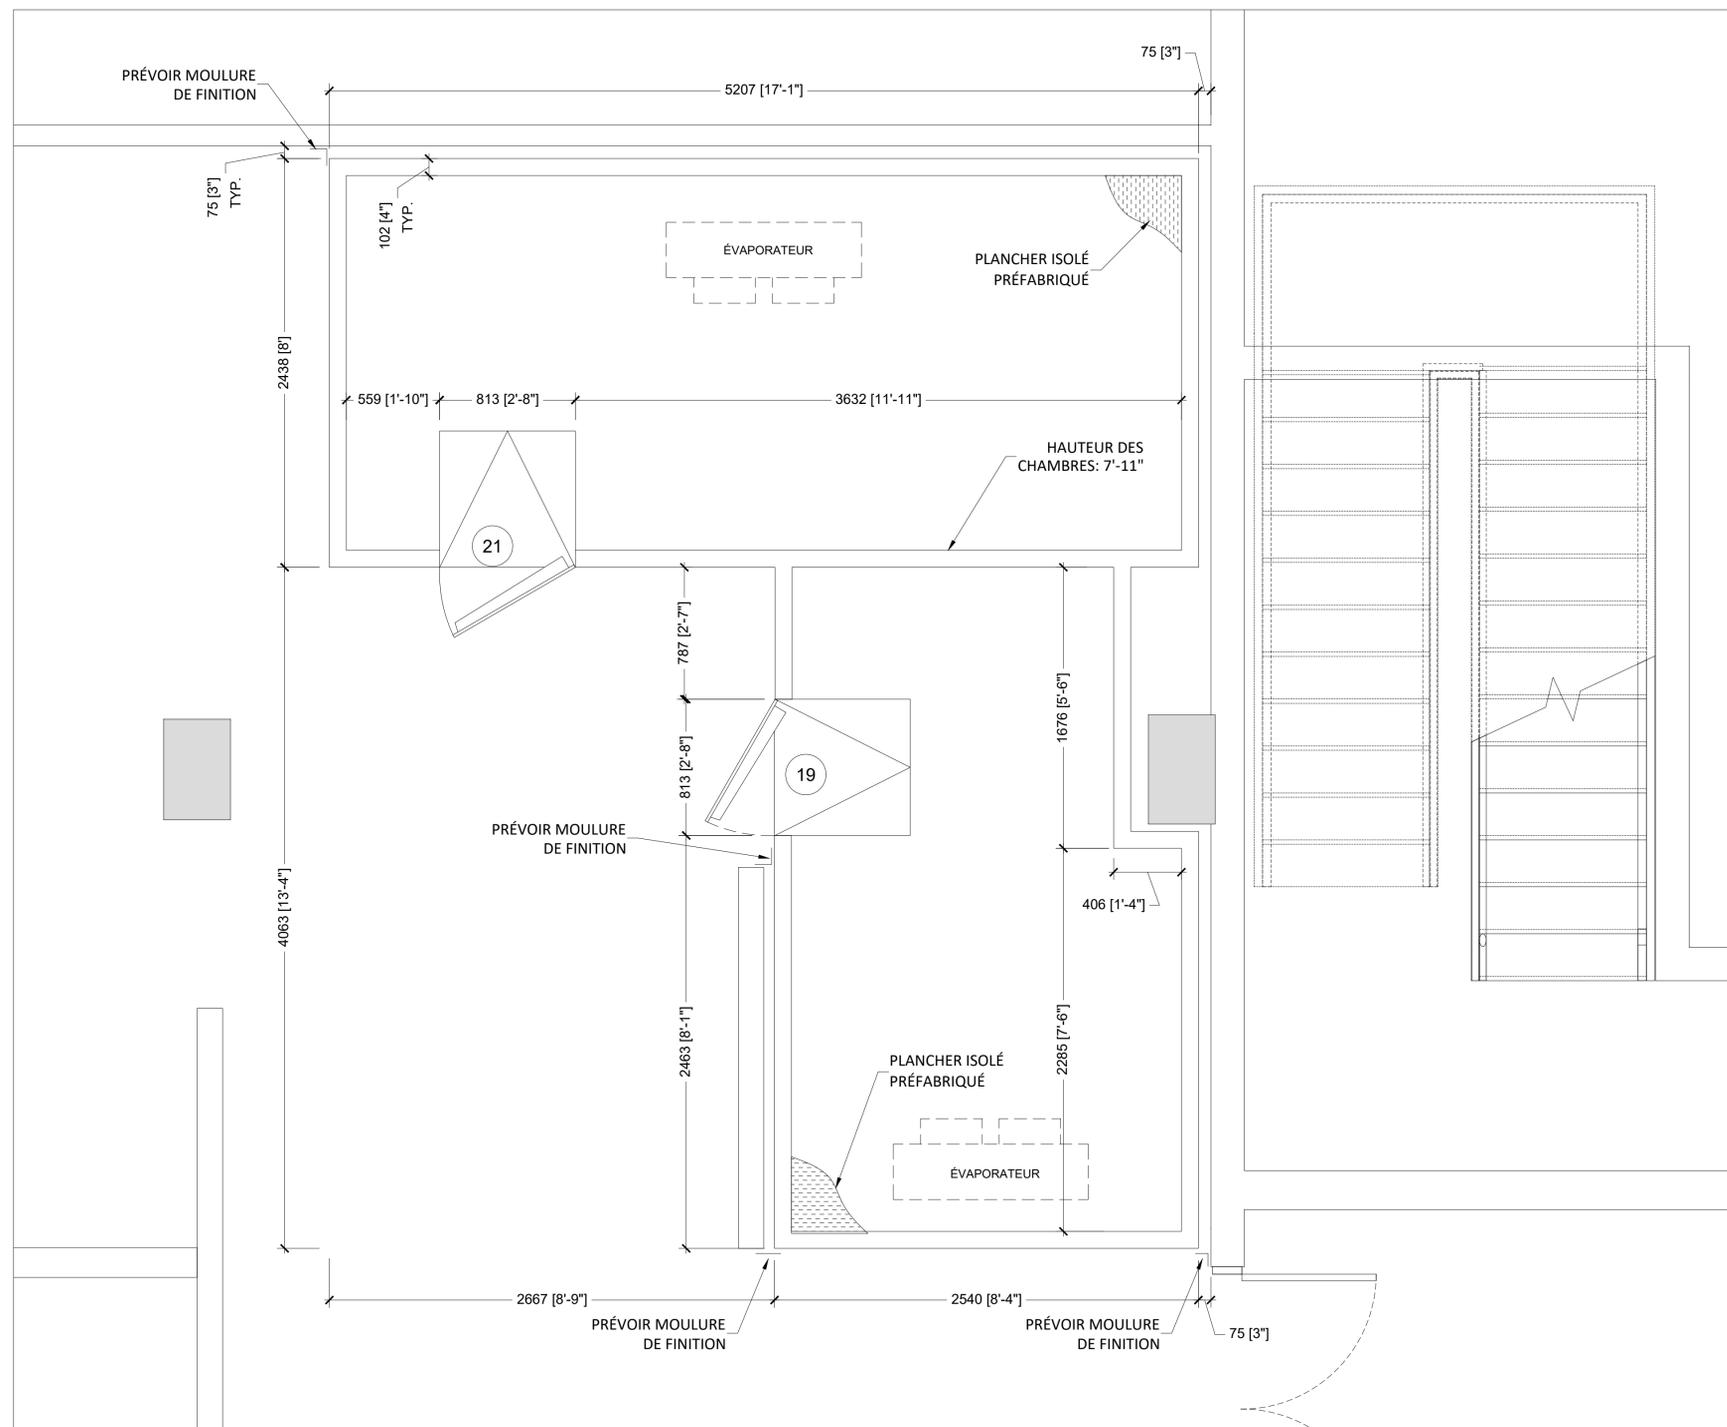 75 [3"]
PRÉVOIR MOULURE
DE FINITION
5207 [17'-1"]
75 [3"]
TYP.
102 [4"]
TYP.
ÉVAPORATEUR
PLANCHER ISOLÉ
PRÉFABRIQUÉ
2438 [8']
559 [1'-10"]
813 [2'-8"]
3632 [11'-11"]
HAUTEUR DES
CHAMBRES: 7'-11"
21
787 [2'-7"]
1676 [5'-6"]
813 [2'-8"]
19
PRÉVOIR MOULURE
DE FINITION
4063 [13'-4"]
406 [1'-4"]
2463 [8'-1"]
2285 [7'-6"]
PLANCHER ISOLÉ
PRÉFABRIQUÉ
ÉVAPORATEUR
2667 [8'-9"]
2540 [8'-4"]
PRÉVOIR MOULURE
DE FINITION
PRÉVOIR MOULURE
DE FINITION
75 [3"]